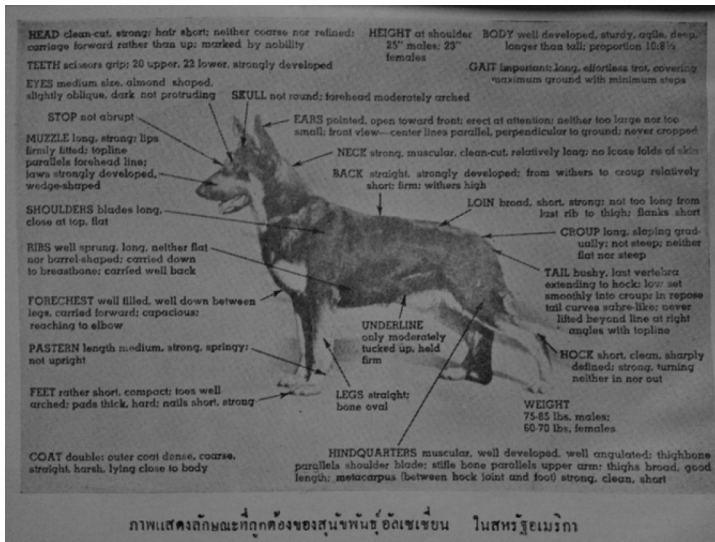 HEAD clean-cut, strong; hair short; neither coarse nor refined;
carriage forward rather than up; marked by nobility
HEIGHT at shoulder
25" males; 23"
females
BODY well developed, sturdy, agile, deep,
longer than tall; proportion 10:8½
TEETH scissors grip; 20 upper, 22 lower, strongly developed
GAIT important; long, effortless trot, covering
maximum ground with minimum steps
EYES medium size, almond shaped,
slightly oblique, dark not protruding
SKULL not round; forehead moderately arched
STOP not abrupt
EARS pointed, open toward front; erect at attention; neither too large nor too
small; front view—center lines parallel, perpendicular to ground; never cropped
MUZZLE long, strong; lips
firmly fitted; topline
parallels forehead line;
jaws strongly developed,
wedge-shaped
NECK strong, muscular, clean-cut, relatively long; no loose folds of skin
BACK straight, strongly developed; from withers to croup relatively
short; firm; withers high
LOIN broad, short, strong; not too long from
last rib to thigh; flanks short
SHOULDERS blades long,
close at top, flat
CROUP long, sloping grad-
ually; not steep; neither
flat nor steep
RIBS well sprung, long, neither flat
nor barrel-shaped; carried down
to breastbone; carried well back
TAIL bushy, last vertebra
extending to hock; low set
smoothly into croup; in repose
tail curves sabre-like; never
lifted beyond line at right
angles with topline
FORECHEST well filled, well down between
legs, carried forward; capacious;
reaching to elbow
UNDERLINE
only moderately
tucked up, held
firm
PASTERN length medium, strong, springy;
not upright
HOCK short, clean, sharply
defined; strong, turning
neither in nor out
FEET rather short, compact; toes well
arched; pads thick, hard; nails short, strong
LEGS straight;
bone oval
WEIGHT
75-85 lbs. males;
60-70 lbs. females
COAT double; outer coat dense, coarse,
straight, harsh, lying close to body
HINDQUARTERS muscular, well developed, well angulated; thighbone
parallels shoulder blade; stifle bone parallels upper arm; thighs broad, good
length; metacarpus (between hock joint and foot) strong, clean, short
ภาพแสดงลักษณะที่ถูกต้องของสุนัขพันธุ์อัลเซเชี่ยน ในสหรัฐอเมริกา